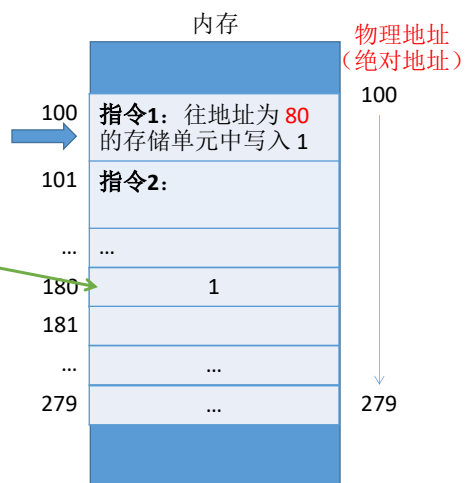 内存
物理地址
（绝对地址）
100
100
指令1：往地址为 80
的存储单元中写入 1
101
指令2：
...
...
180
1
181
...
...
279
...
279